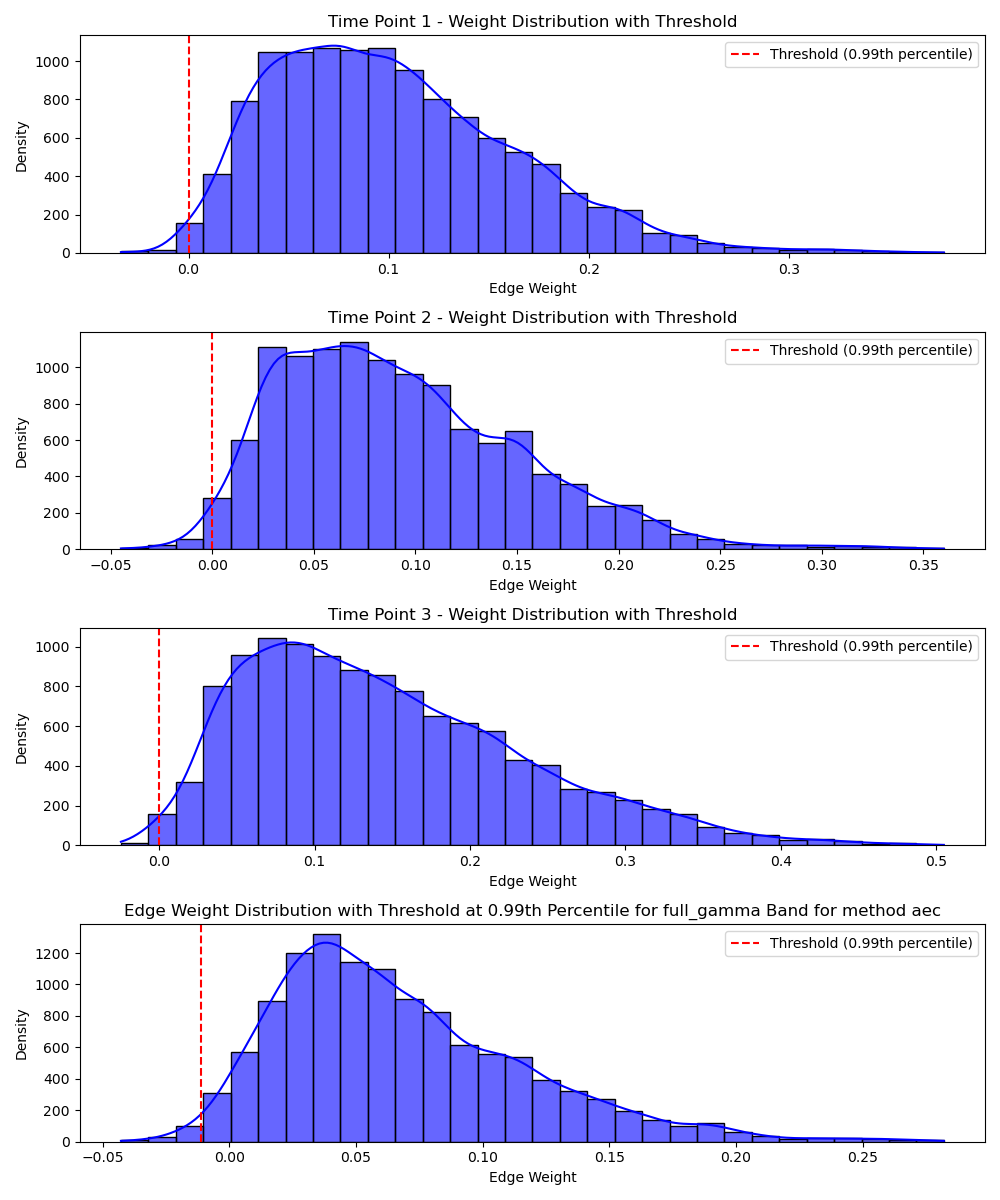 Time Point 1 - Weight Distribution with Threshold
Threshold (0.99th percentile)
Density
1000
800
600
400
200
0
0.0 0.1 0.2 0.3
Edge Weight
Time Point 2 - Weight Distribution with Threshold
Threshold (0.99th percentile)
Density
1000
800
600
400
200
0
−0.05 0.00 0.05 0.10 0.15 0.20 0.25 0.30 0.35
Edge Weight
Time Point 3 - Weight Distribution with Threshold
Threshold (0.99th percentile)
Density
1000
800
600
400
200
0
0.0 0.1 0.2 0.3 0.4 0.5
Edge Weight
Edge Weight Distribution with Threshold at 0.99th Percentile for full_gamma Band for method aec
Threshold (0.99th percentile)
Density
1200
1000
800
600
400
200
0
−0.05 0.00 0.05 0.10 0.15 0.20 0.25
Edge Weight